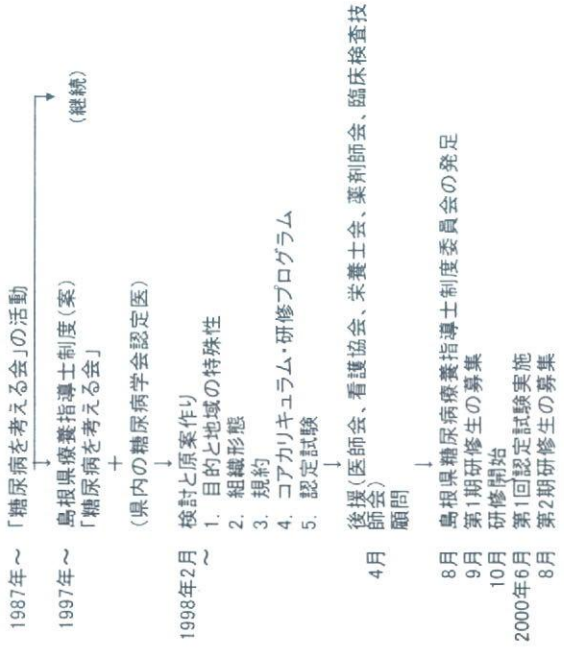 1987年～ 「糖尿病を考える会」の活動
(継続)
1997年～ 島根県療養指導士制度(案)
「糖尿病を考える会」
＋
(県内の糖尿病学会認定医)
↓
1998年2月 検討と原案作り
～ 1. 目的と地域の特殊性
2. 組織形態
3. 規約
4. コアカリキュラム・研修プログラム
5. 認定試験
↓
4月 後援(医師会、看護協会、栄養士会、薬剤師会、臨床検査技
師会)
顧問
↓
8月 島根県糖尿病療養指導士制度委員会の発足
9月 第1期研修生の募集
10月 研修開始
2000年6月 第1回認定試験実施
8月 第2期研修生の募集